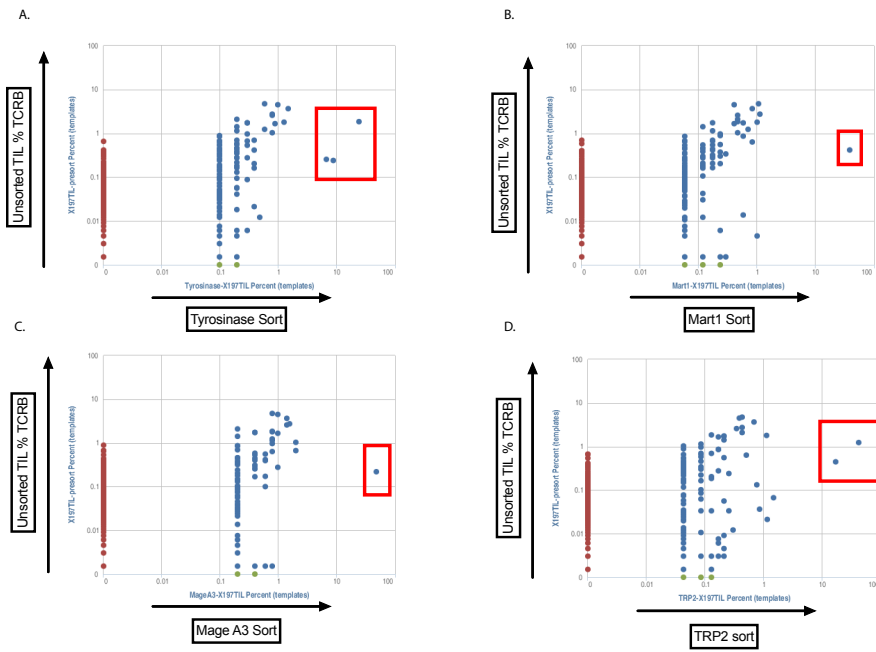 A.
Unsorted TIL % TCRB
X197TIL-presort Percent (templates)
100
10
1
0.1
0.01
0
0
0.1
1
10
100
Tyrosinase-X197TIL Percent (templates)
Tyrosinase Sort
B.
Unsorted TIL % TCRB
X197TIL-presort Percent (templates)
100
10
1
0.1
0.01
0
0
0.01
0.1
1
10
100
Mart1-X197TIL Percent (templates)
Mart1 Sort
C.
Unsorted TIL % TCRB
X197TIL-presort Percent (templates)
100
10
1
0.1
0.01
0
0
0.1
1
10
100
MageA3-X197TIL Percent (templates)
Mage A3 Sort
D.
Unsorted TIL % TCRB
X197TIL-presort Percent (templates)
100
10
1
0.1
0.01
0
0
0.01
0.1
1
10
100
TRP2-X197TIL Percent (templates)
TRP2 sort